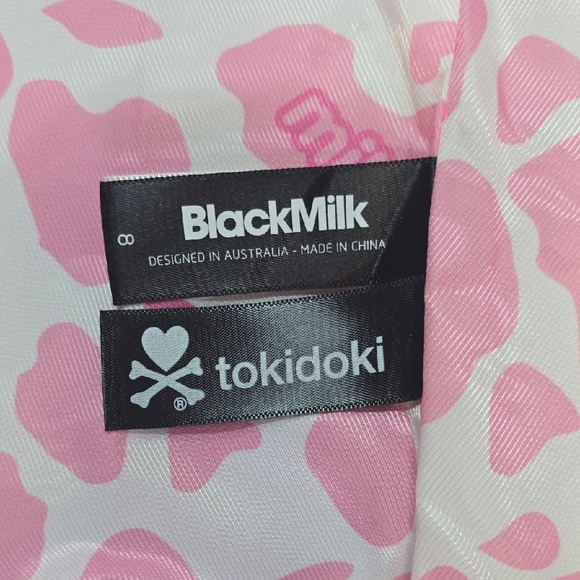 BlackMilk
8
DESIGNED IN AUSTRALIA - MADE IN CHINA
tokidoki
®